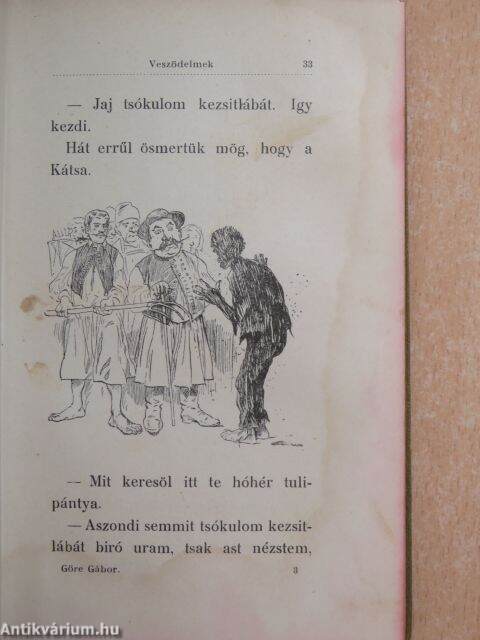 Veszödelmek 33
— Jaj tsókulom kezsitlábát. Igy
kezdi.
Hát errűl ösmertük mög, hogy a
Kátsa.
— Mit keresöl itt te hóhér tuli-
pántya.
— Aszondi semmit tsókulom kezsit-
lábát biró uram, tsak ast nézstem,
Göre Gábor. 3
Antikvárium.hu